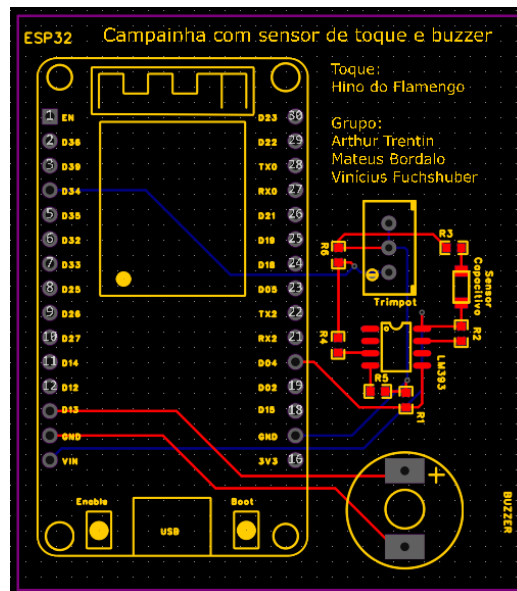 ESP32
Campainha com sensor de toque e buzzer
Toque:
Hino do Flamengo
Grupo:
Arthur Trentin
Mateus Bordalo
Vinícius Fuchshuber
1 EN
2 D36
3 D39
D34
5 D35
6 D32
7 D33
8 D25
9 D26
10 D27
11 D14
12 D12
D13
GND
VIN
D23 30
D22 29
TX0 28
RX0 27
D21 26
D19 25
D18 24
D05 23
TX2 22
RX2 21
D04
D02 19
D15 18
GND
3V3 16
Enable
USB
Boot
R6
R3
Trimpot
Sensor
Capacitivo
R4
R2
LM393
R5
R1
+
BUZZER